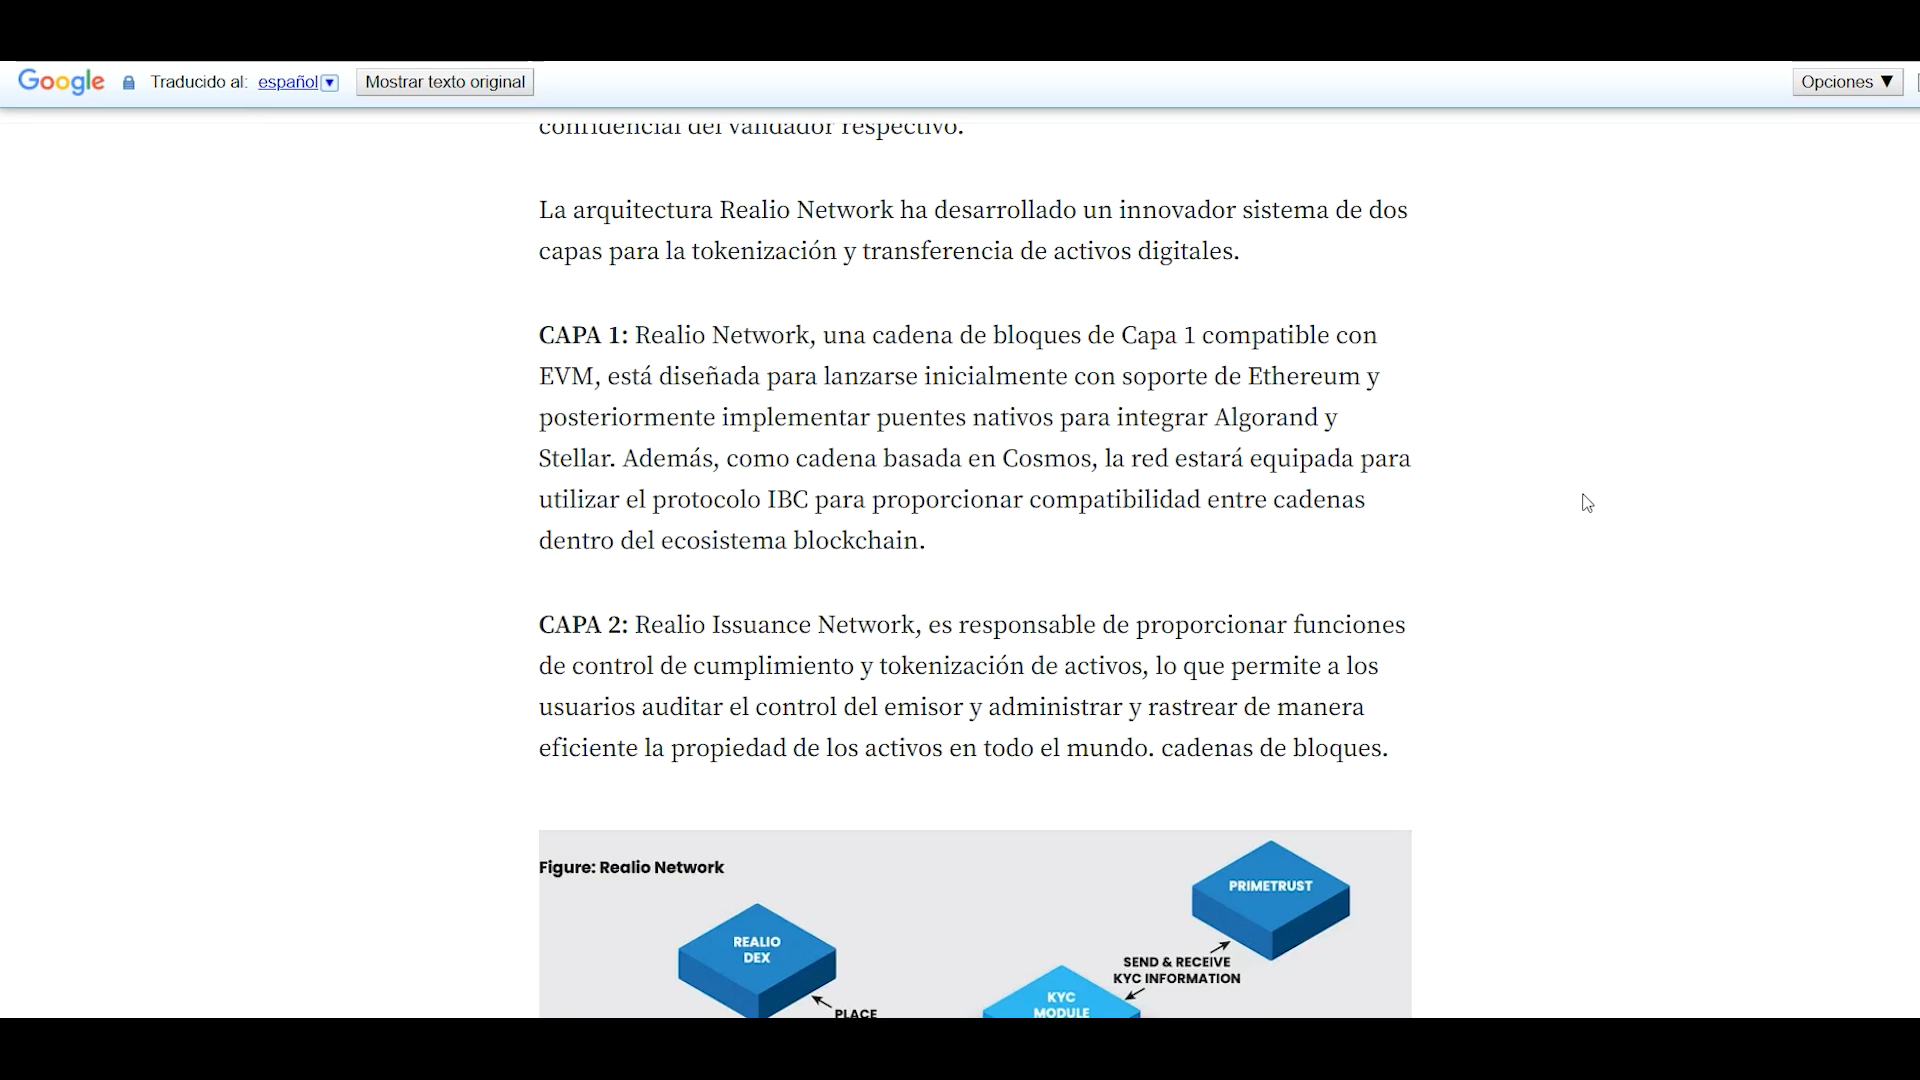 Google Traducido al: español Mostrar texto original Opciones ▼
confidencial del validador respectivo.
La arquitectura Realio Network ha desarrollado un innovador sistema de dos
capas para la tokenización y transferencia de activos digitales.
CAPA 1: Realio Network, una cadena de bloques de Capa 1 compatible con
EVM, está diseñada para lanzarse inicialmente con soporte de Ethereum y
posteriormente implementar puentes nativos para integrar Algorand y
Stellar. Además, como cadena basada en Cosmos, la red estará equipada para
utilizar el protocolo IBC para proporcionar compatibilidad entre cadenas
dentro del ecosistema blockchain.
CAPA 2: Realio Issuance Network, es responsable de proporcionar funciones
de control de cumplimiento y tokenización de activos, lo que permite a los
usuarios auditar el control del emisor y administrar y rastrear de manera
eficiente la propiedad de los activos en todo el mundo. cadenas de bloques.
Figure: Realio Network
PRIMETRUST
REALIO
DEX
SEND & RECEIVE
KYC INFORMATION
KYC
MODULE
PLACE